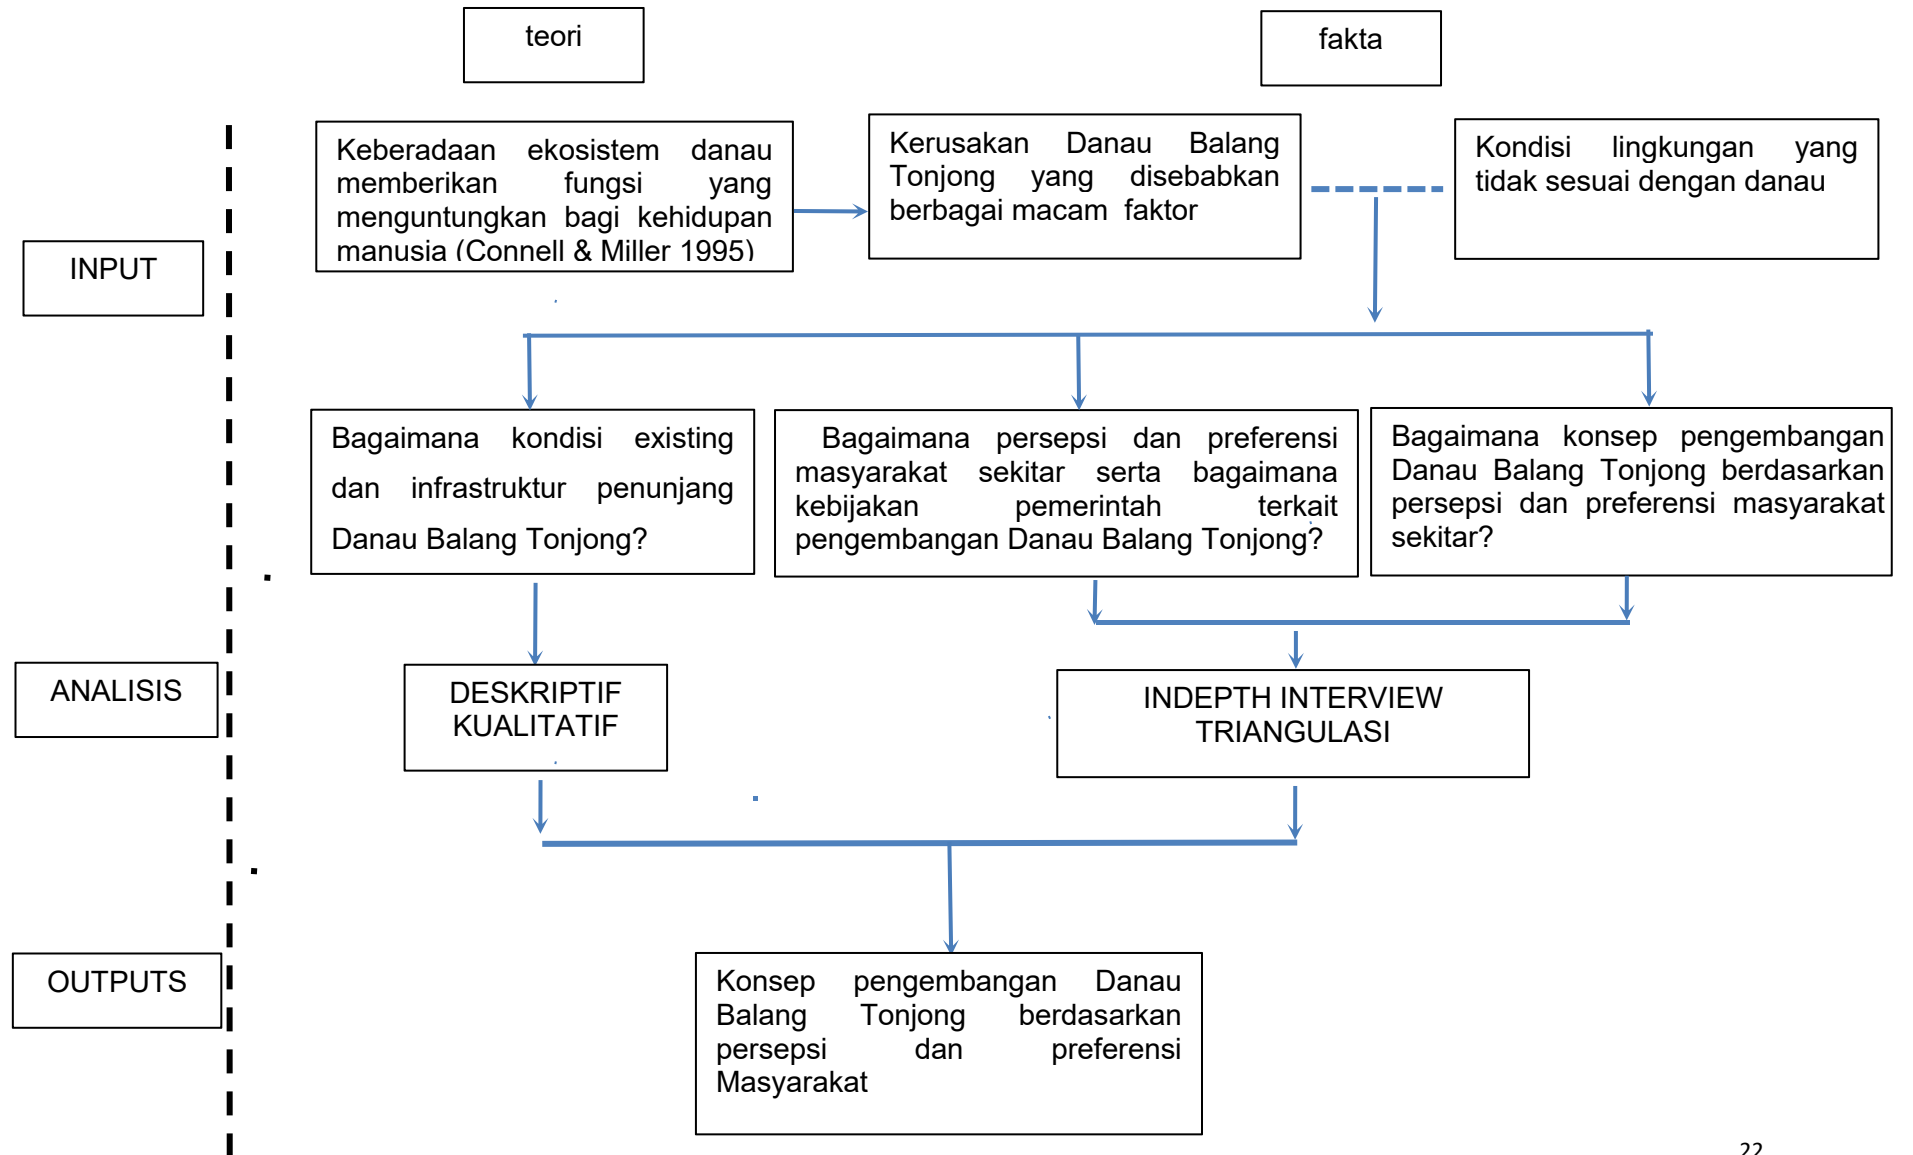 teori
fakta
Keberadaan ekosistem danau
memberikan fungsi yang
menguntungkan bagi kehidupan
manusia (Connell & Miller 1995)
Kerusakan Danau Balang
Tonjong yang disebabkan
berbagai macam faktor
Kondisi lingkungan yang
tidak sesuai dengan danau
INPUT
Bagaimana kondisi existing
dan infrastruktur penunjang
Danau Balang Tonjong?
Bagaimana persepsi dan preferensi
masyarakat sekitar serta bagaimana
kebijakan pemerintah terkait
pengembangan Danau Balang Tonjong?
Bagaimana konsep pengembangan
Danau Balang Tonjong berdasarkan
persepsi dan preferensi masyarakat
sekitar?
ANALISIS
DESKRIPTIF
KUALITATIF
INDEPTH INTERVIEW
TRIANGULASI
OUTPUTS
Konsep pengembangan Danau
Balang Tonjong berdasarkan
persepsi dan preferensi
Masyarakat
22